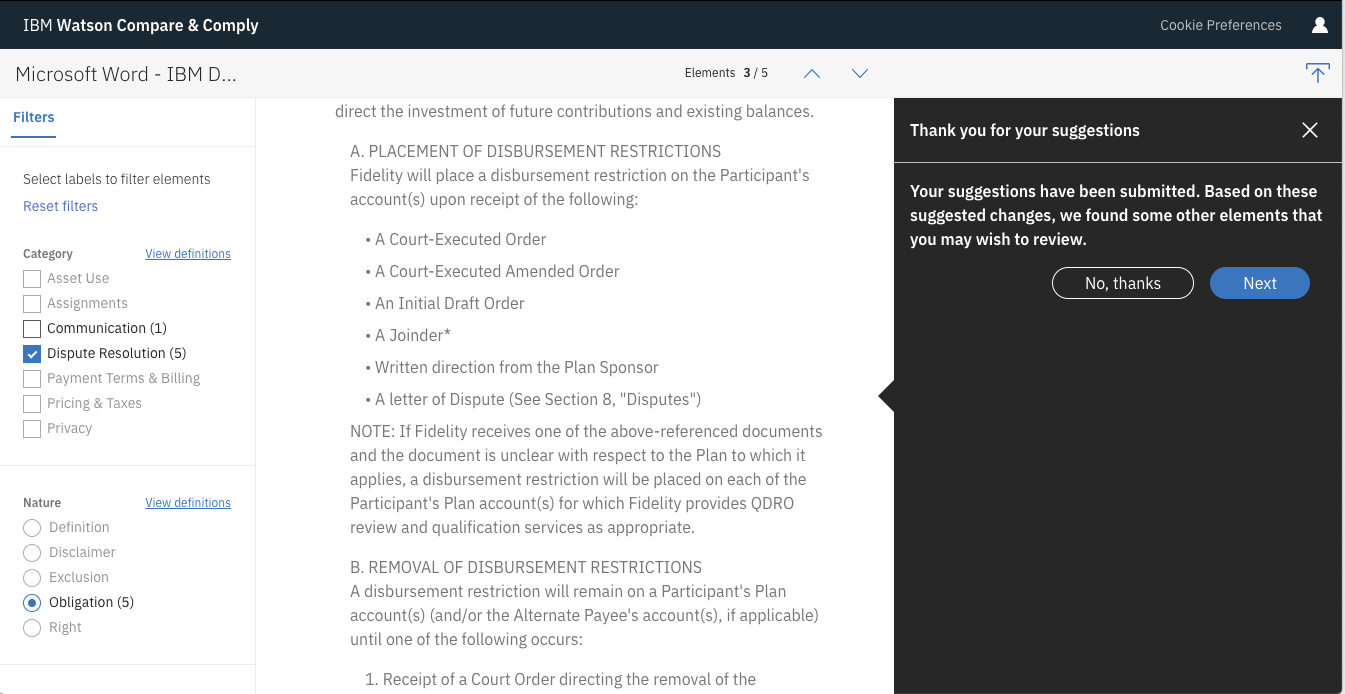 IBM Watson Compare & Comply
Cookie Preferences
Microsoft Word - IBM D...
Elements 3 / 5
Filters
Select labels to filter elements
Reset filters
Category
View definitions
Asset Use
Assignments
Communication (1)
Dispute Resolution (5)
Payment Terms & Billing
Pricing & Taxes
Privacy
Nature
View definitions
Definition
Disclaimer
Exclusion
Obligation (5)
Right
direct the investment of future contributions and existing balances.
A. PLACEMENT OF DISBURSEMENT RESTRICTIONS
Fidelity will place a disbursement restriction on the Participant's
account(s) upon receipt of the following:
• A Court-Executed Order
• A Court-Executed Amended Order
• An Initial Draft Order
• A Joinder*
• Written direction from the Plan Sponsor
• A letter of Dispute (See Section 8, "Disputes")
NOTE: If Fidelity receives one of the above-referenced documents
and the document is unclear with respect to the Plan to which it
applies, a disbursement restriction will be placed on each of the
Participant's Plan account(s) for which Fidelity provides QDRO
review and qualification services as appropriate.
B. REMOVAL OF DISBURSEMENT RESTRICTIONS
A disbursement restriction will remain on a Participant's Plan
account(s) (and/or the Alternate Payee's account(s), if applicable)
until one of the following occurs:
1. Receipt of a Court Order directing the removal of the
Thank you for your suggestions
Your suggestions have been submitted. Based on these
suggested changes, we found some other elements that
you may wish to review.
No, thanks
Next